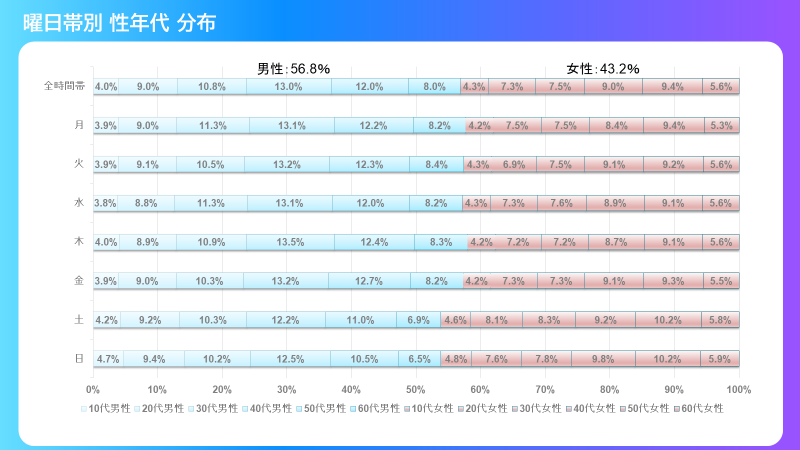 曜日帯別 性年代 分布
男性：56.8% 女性：43.2%
全時間帯 4.0% 9.0% 10.8% 13.0% 12.0% 8.0% 4.3% 7.3% 7.5% 9.0% 9.4% 5.6%
月 3.9% 9.0% 11.3% 13.1% 12.2% 8.2% 4.2% 7.5% 7.5% 8.4% 9.4% 5.3%
火 3.9% 9.1% 10.5% 13.2% 12.3% 8.4% 4.3% 6.9% 7.5% 9.1% 9.2% 5.6%
水 3.8% 8.8% 11.3% 13.1% 12.0% 8.2% 4.3% 7.3% 7.6% 8.9% 9.1% 5.6%
木 4.0% 8.9% 10.9% 13.5% 12.4% 8.3% 4.2% 7.2% 7.2% 8.7% 9.1% 5.6%
金 3.9% 9.0% 10.3% 13.2% 12.7% 8.2% 4.2% 7.3% 7.3% 9.1% 9.3% 5.5%
土 4.2% 9.2% 10.3% 12.2% 11.0% 6.9% 4.6% 8.1% 8.3% 9.2% 10.2% 5.8%
日 4.7% 9.4% 10.2% 12.5% 10.5% 6.5% 4.8% 7.6% 7.8% 9.8% 10.2% 5.9%
0% 10% 20% 30% 40% 50% 60% 70% 80% 90% 100%
10代男性 20代男性 30代男性 40代男性 50代男性 60代男性 10代女性 20代女性 30代女性 40代女性 50代女性 60代女性